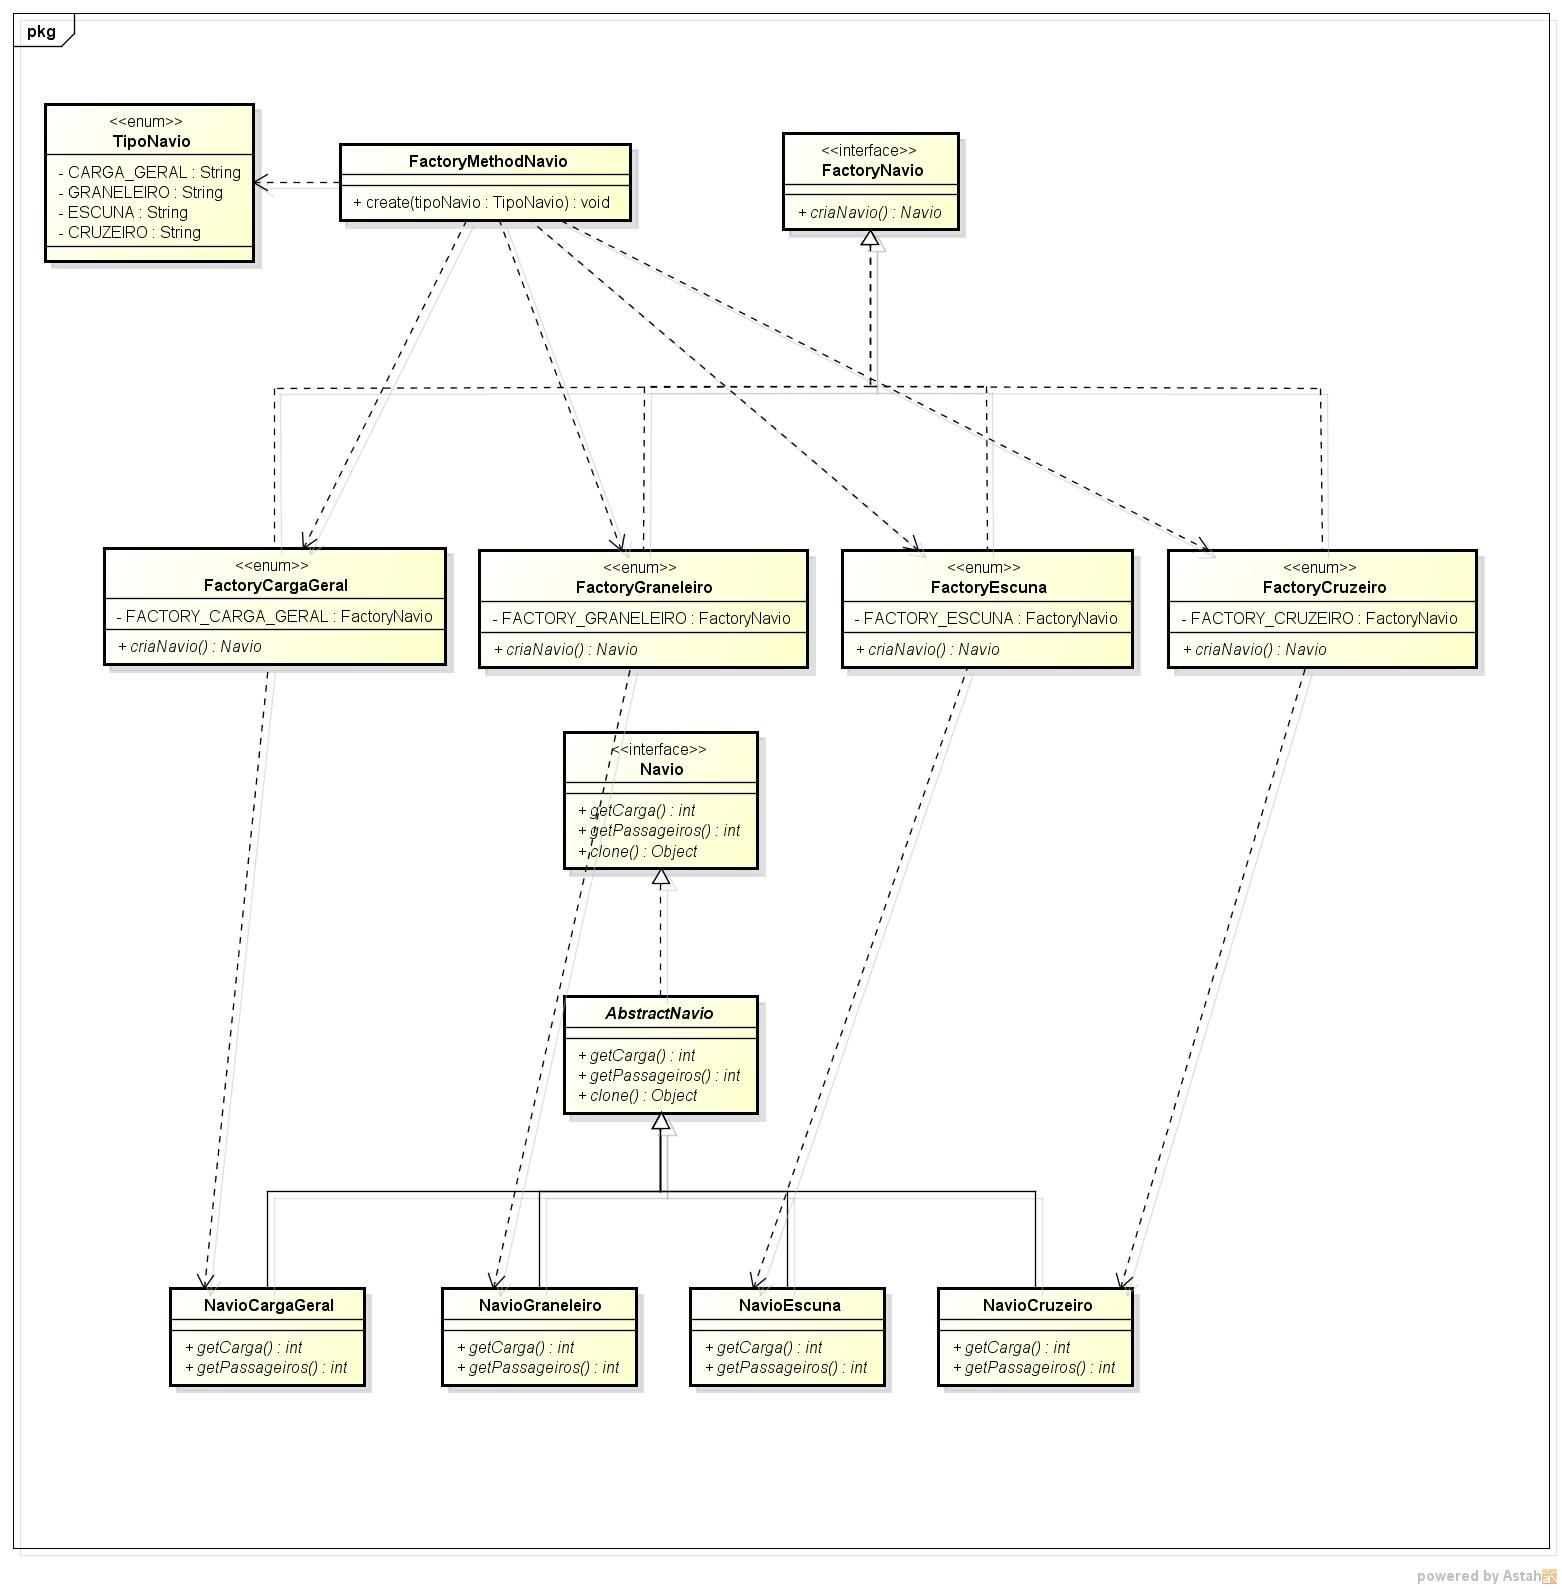 pkg
<<enum>>
TipoNavio
- CARGA_GERAL : String
- GRANELEIRO : String
- ESCUNA : String
- CRUZEIRO : String
FactoryMethodNavio
+ create(tipoNavio : TipoNavio) : void
<<interface>>
FactoryNavio
+ criaNavio() : Navio
<<enum>>
FactoryCargaGeral
- FACTORY_CARGA_GERAL : FactoryNavio
+ criaNavio() : Navio
<<enum>>
FactoryGraneleiro
- FACTORY_GRANELEIRO : FactoryNavio
+ criaNavio() : Navio
<<enum>>
FactoryEscuna
- FACTORY_ESCUNA : FactoryNavio
+ criaNavio() : Navio
<<enum>>
FactoryCruzeiro
- FACTORY_CRUZEIRO : FactoryNavio
+ criaNavio() : Navio
<<interface>>
Navio
+ getCarga() : int
+ getPassageiros() : int
+ clone() : Object
AbstractNavio
+ getCarga() : int
+ getPassageiros() : int
+ clone() : Object
NavioCargaGeral
+ getCarga() : int
+ getPassageiros() : int
NavioGraneleiro
+ getCarga() : int
+ getPassageiros() : int
NavioEscuna
+ getCarga() : int
+ getPassageiros() : int
NavioCruzeiro
+ getCarga() : int
+ getPassageiros() : int
powered by Astah